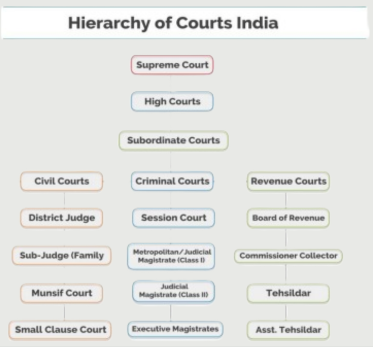 Hierarchy of Courts India
Supreme Court
High Courts
Subordinate Courts
Civil Courts
Criminal Courts
Revenue Courts
District Judge
Session Court
Board of Revenue
Sub-Judge (Family
Metropolitan/Judicial
Magistrate (Class I)
Commissioner Collector
Munsif Court
Judicial
Magistrate (Class II)
Tehsildar
Small Clause Court
Executive Magistrates
Asst. Tehsildar